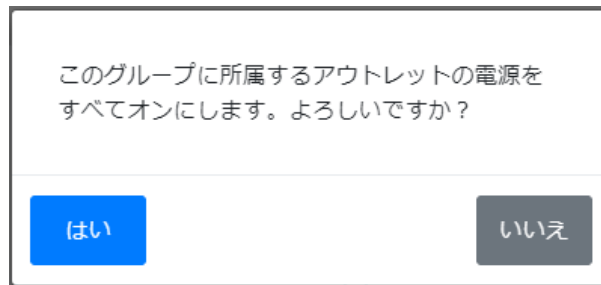 このグループに所属するアウトレットの電源を
すべてオンにします。よろしいですか？
はい
いいえ